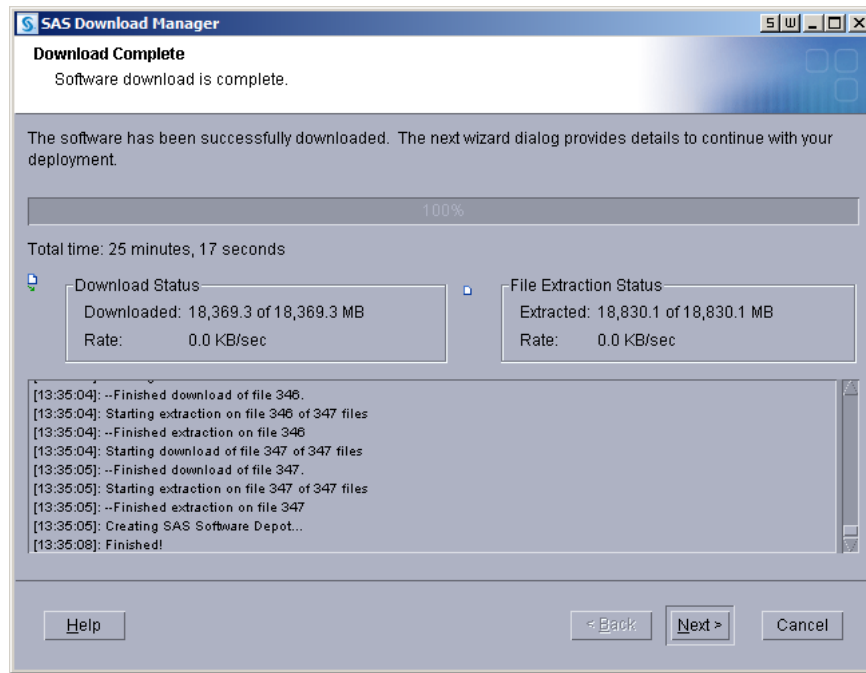 SAS Download Manager
Download Complete
Software download is complete.
The software has been successfully downloaded. The next wizard dialog provides details to continue with your
deployment.
100%
Total time: 25 minutes, 17 seconds
Download Status
Downloaded: 18,369.3 of 18,369.3 MB
Rate: 0.0 KB/sec
File Extraction Status
Extracted: 18,830.1 of 18,830.1 MB
Rate: 0.0 KB/sec
[13:35:04]: --Finished download of file 346.
[13:35:04]: Starting extraction on file 346 of 347 files
[13:35:04]: --Finished extraction on file 346
[13:35:04]: Starting download of file 347 of 347 files
[13:35:05]: --Finished download of file 347.
[13:35:05]: Starting extraction on file 347 of 347 files
[13:35:05]: --Finished extraction on file 347
[13:35:05]: Creating SAS Software Depot...
[13:35:08]: Finished!
Help
< Back
Next >
Cancel